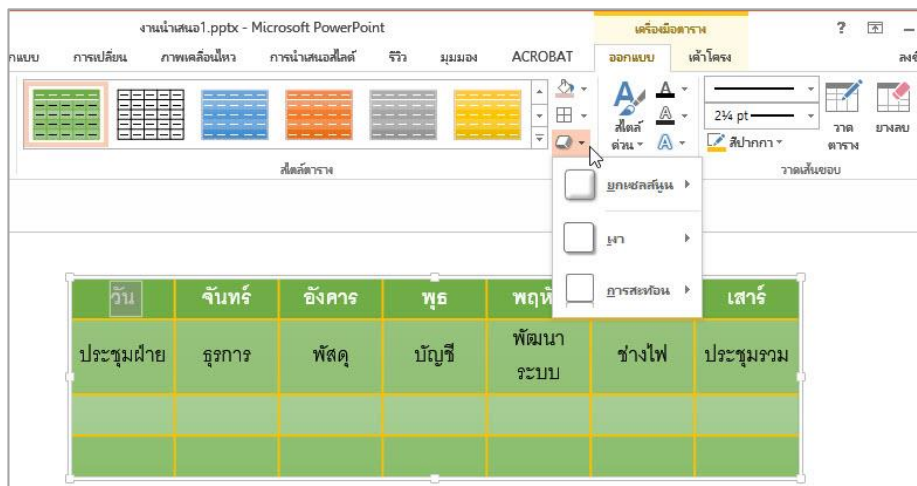 งานนำเสนอ1.pptx - Microsoft PowerPoint
เครื่องมือตาราง
?
การเปลี่ยน ภาพเคลื่อนไหว การนำเสนอสไลด์ รีวิว มุมมอง ACROBAT ออกแบบ เค้าโครง
สไตล์ด่วน
2¼ pt
สีปากกา
วาดตาราง
ยางลบ
สไตล์ตาราง
วาดเส้นขอบ
ยกเซลล์นูน
เงา
การสะท้อน
วัน จันทร์ อังคาร พุธ เสาร์
ประชุมฝ่าย ธุรการ พัสดุ บัญชี พัฒนา ช่างไฟ ประชุมรวม
ระบบ